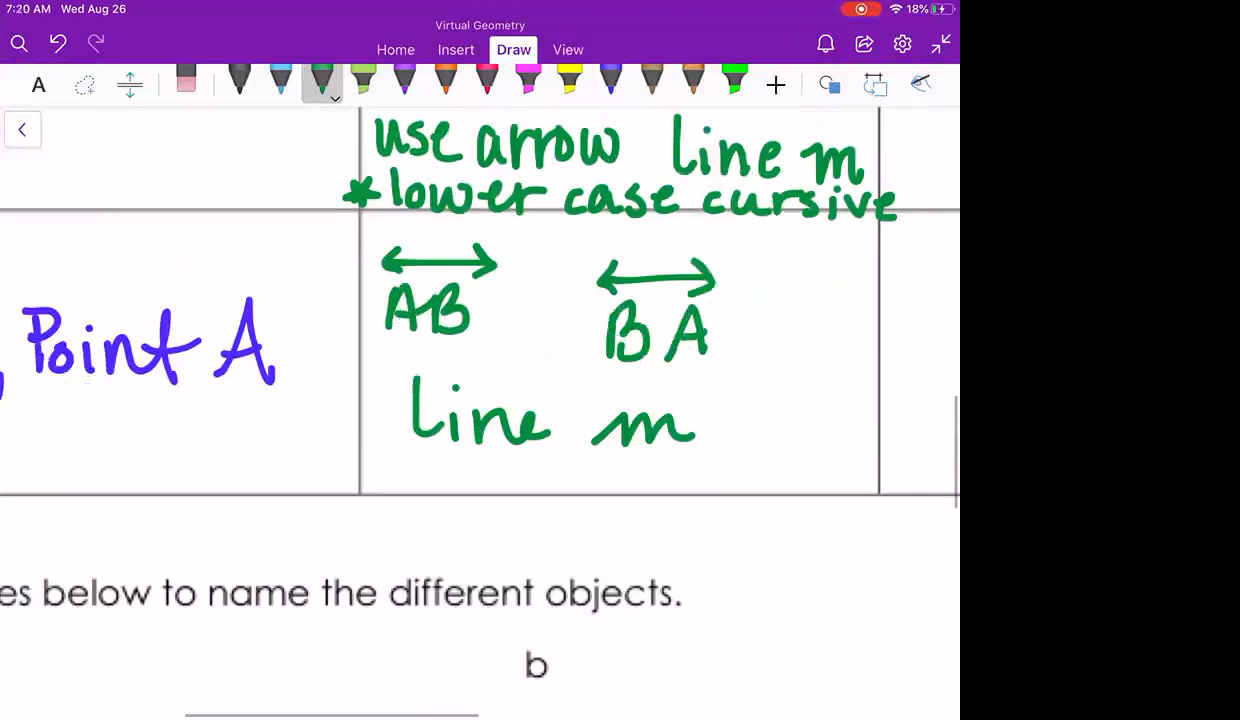 7:20 AM Wed Aug 26
18%
Virtual Geometry
Home Insert Draw View
A
use arrow line m
*lower case cursive
AB BA
Point A
line m
es below to name the different objects.
b